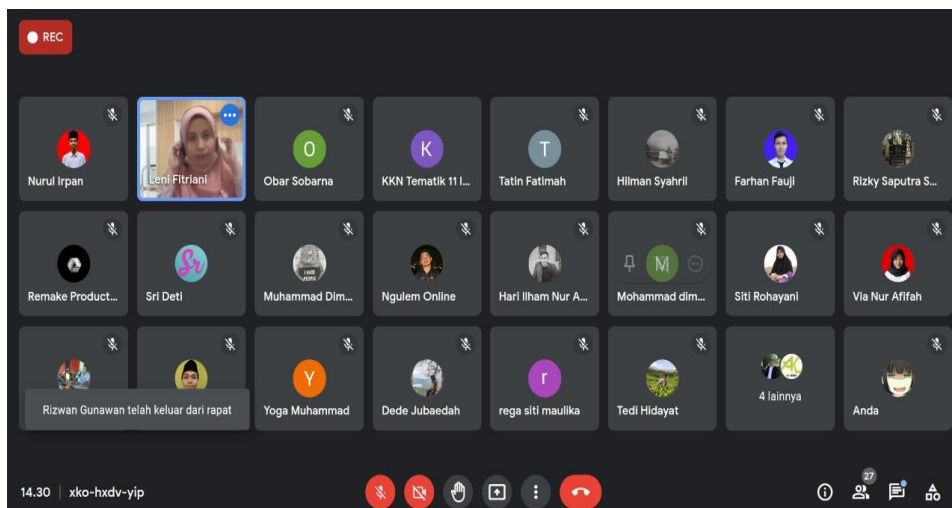 REC
Nurul Irpan
Leni Fitriani
O
Obar Sobarna
K
KKN Tematik 11 I...
T
Tatin Fatimah
Hilman Syahril
Farhan Fauji
Rizky Saputra S...
Remake Product...
Sr
Sri Deti
Muhammad Dim...
Ngulem Online
Hari Ilham Nur A...
M
Mohammad dim...
Siti Rohayani
Via Nur Afifah
Rizwan Gunawan telah keluar dari rapat
Y
Yoga Muhammad
Dede Jubaedah
r
rega siti maulika
Tedi Hidayat
4 lainnya
Anda
14.30 | xko-hxdv-yip
27